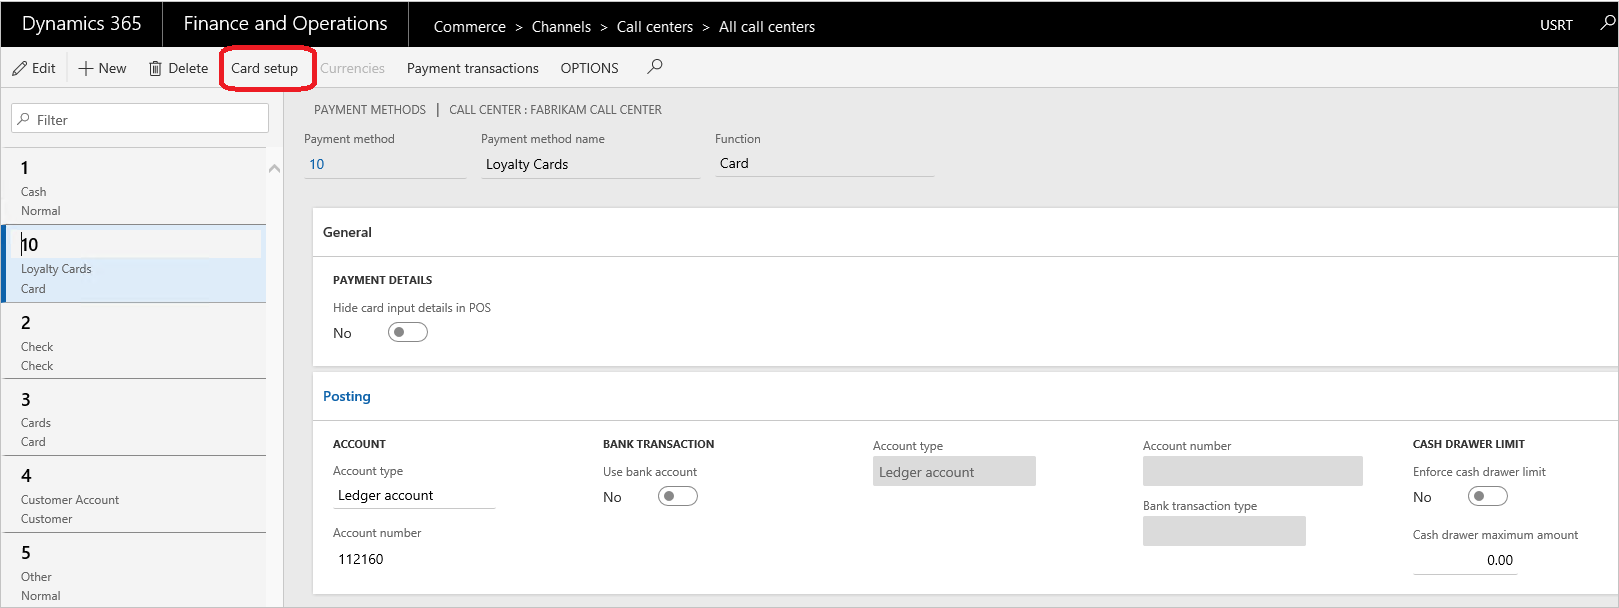 Dynamics 365 Finance and Operations Commerce > Channels > Call centers > All call centers USRT
Edit New Delete Card setup Currencies Payment transactions OPTIONS
Filter
1
Cash
Normal
10
Loyalty Cards
Card
2
Check
Check
3
Cards
Card
4
Customer Account
Customer
5
Other
Normal
PAYMENT METHODS | CALL CENTER : FABRIKAM CALL CENTER
Payment method Payment method name Function
10 Loyalty Cards Card
General
PAYMENT DETAILS
Hide card input details in POS
No
Posting
ACCOUNT
Account type
Ledger account
Account number
112160
BANK TRANSACTION
Use bank account
No
Account type
Ledger account
Account number
Bank transaction type
CASH DRAWER LIMIT
Enforce cash drawer limit
No
Cash drawer maximum amount
0.00